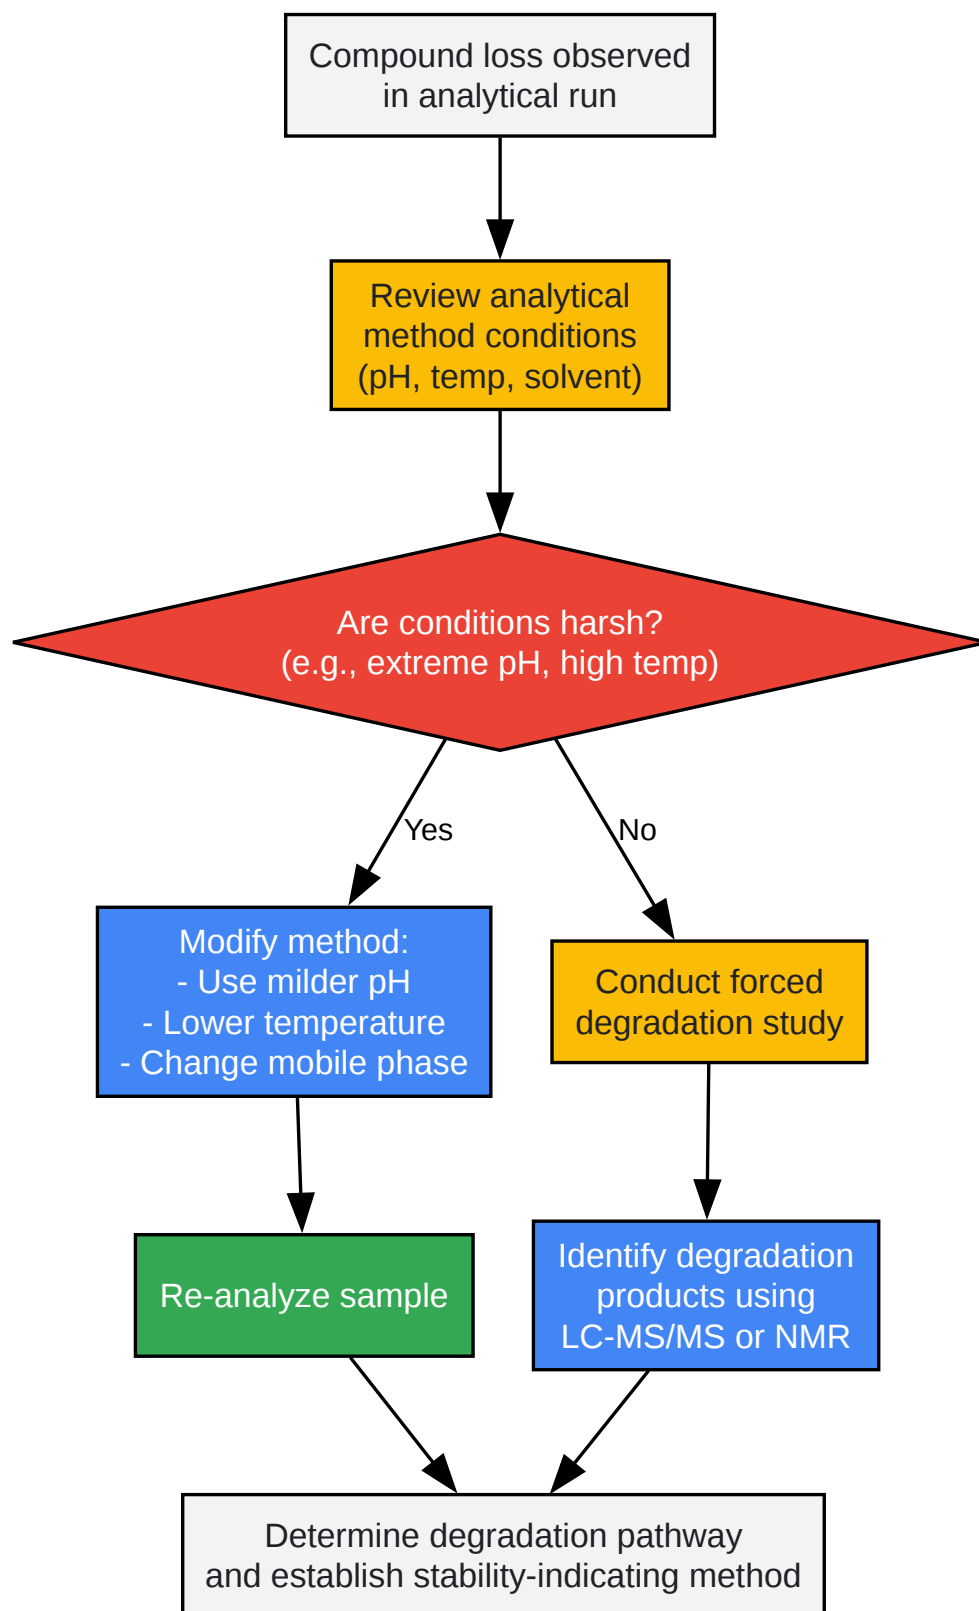 Compound loss observed
in analytical run
Review analytical
method conditions
(pH, temp, solvent)
Are conditions harsh?
(e.g., extreme pH, high temp)
Yes
No
Modify method:
- Use milder pH
- Lower temperature
- Change mobile phase
Conduct forced
degradation study
Re-analyze sample
Identify degradation
products using
LC-MS/MS or NMR
Determine degradation pathway
and establish stability-indicating method